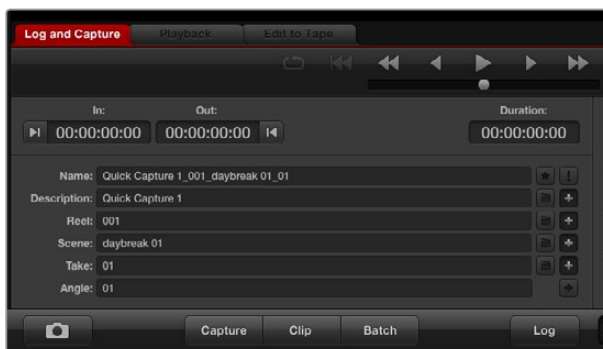 Log and Capture Playback Edit to Tape
In: Out: Duration:
00:00:00:00 00:00:00:00 00:00:00:00
Name: Quick Capture 1_001_daybreak 01_01
Description: Quick Capture 1
Reel: 001
Scene: daybreak 01
Take: 01
Angle: 01
Capture Clip Batch Log